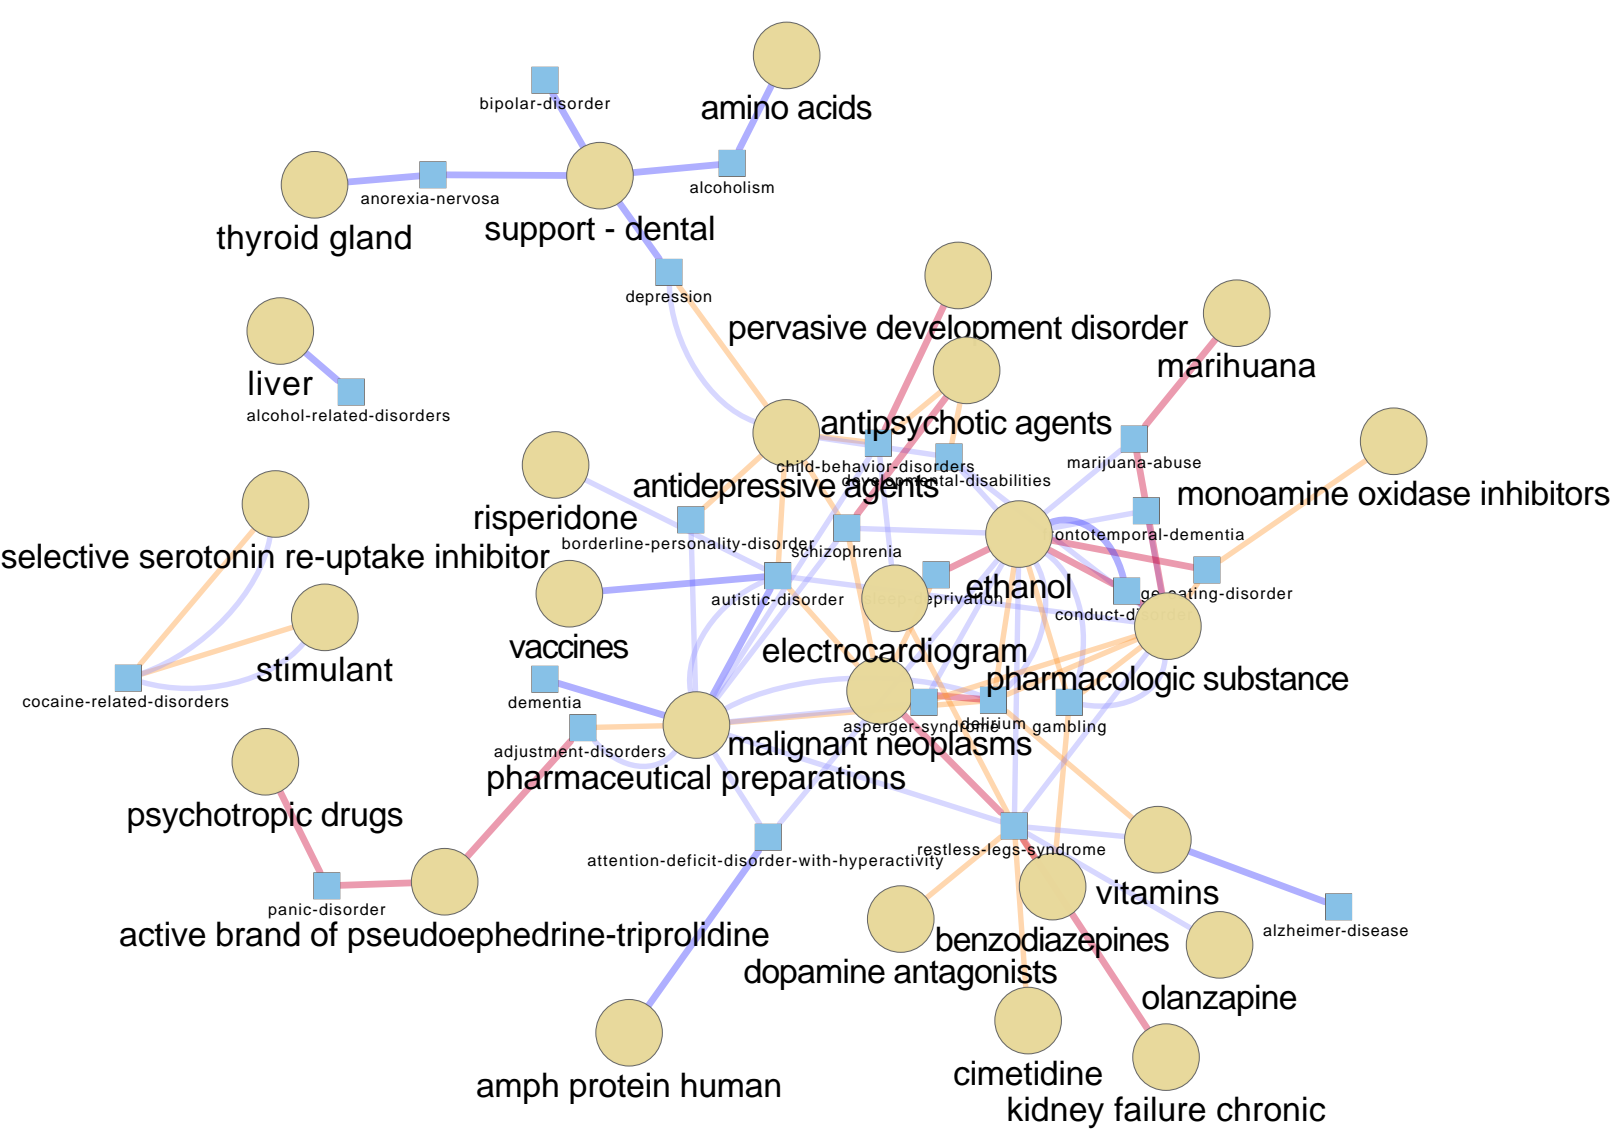 amino acids
bipolar-disorder
alcoholism
anorexia-nervosa
support - dental
thyroid gland
depression
pervasive development disorder
marihuana
liver
alcohol-related-disorders
antipsychotic agents
marijuana-abuse
child-behavior-disorders
developmental-disabilities
antidepressive agents
monoamine oxidase inhibitors
risperidone
borderline-personality-disorder
schizophrenia
ontotemporal-dementia
selective serotonin re-uptake inhibitor
ethanol
autistic-disorder
sleep-deprivation
ge-eating-disorder
conduct-disorder
vaccines
electrocardiogram
stimulant
pharmacologic substance
cocaine-related-disorders
dementia
asperger-syndrome
delirium
gambling
malignant neoplasms
adjustment-disorders
pharmaceutical preparations
psychotropic drugs
restless-legs-syndrome
attention-deficit-disorder-with-hyperactivity
vitamins
panic-disorder
active brand of pseudoephedrine-triprolidine
benzodiazepines
alzheimer-disease
dopamine antagonists
olanzapine
cimetidine
amph protein human
kidney failure chronic